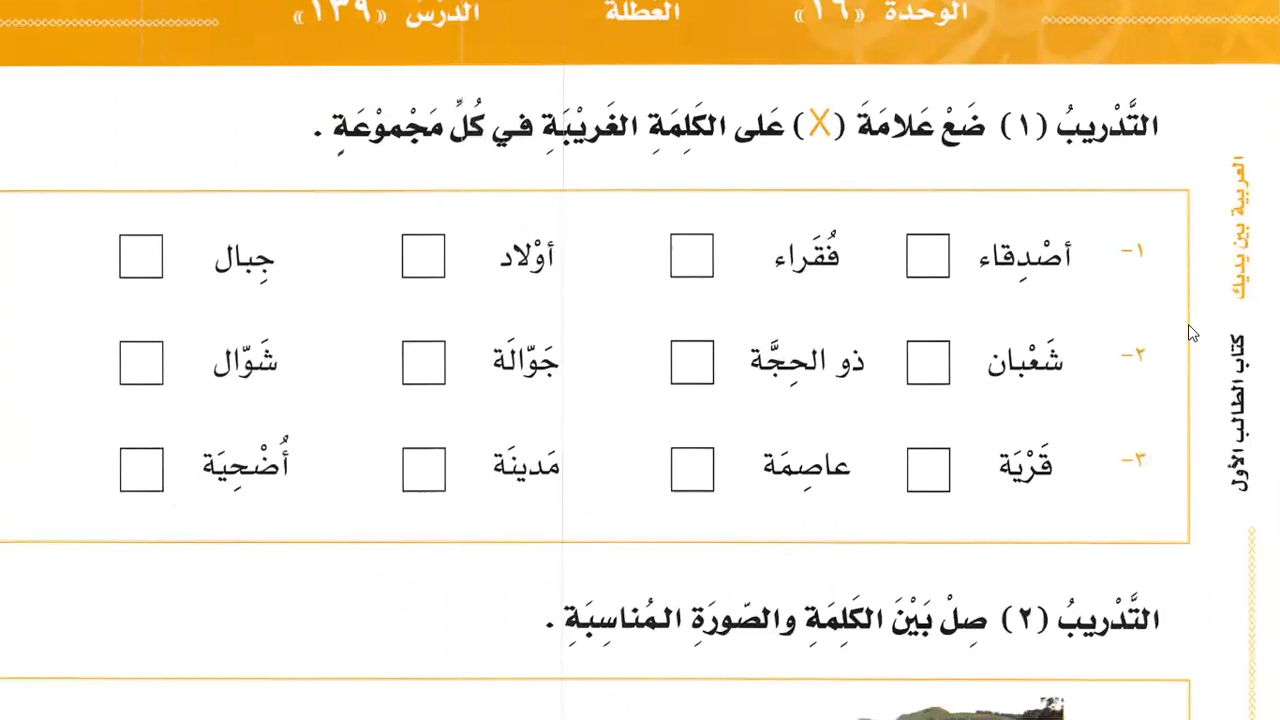 الوحدة «١٦» العطلة الدرس «١٣٩»
التَّدْريبُ (١) ضَعْ عَلامَةَ (X) عَلى الكَلِمَةِ الغَريْبَةِ في كُلِّ مَجْموْعَةٍ .
١- أصْدِقاء فُقَراء أوْلاد جِبال
٢- شَعْبان ذو الحِجَّة جَوّالَة شَوّال
٣- قَرْيَة عاصِمَة مَدينَة أُضْحِيَة
التَّدْريبُ (٢) صِلْ بَيْنَ الكَلِمَةِ والصّورَةِ المُناسِبَةِ .
العربية بين يديك
كتاب الطالب الأول